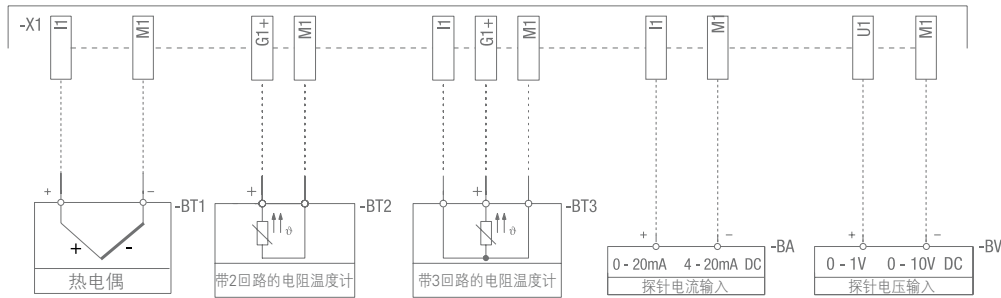 -X1 I1 M1 G1+ M1 I1 G1+ M1 I1 M1 U1 M1
+ - -BT1 + ϑ -BT2 + ϑ -BT3 + - -BA + - -BV
+ -
0 - 20mA 4 - 20mA DC 0 - 1V 0 - 10V DC
热电偶 带2回路的电阻温度计 带3回路的电阻温度计 探针电流输入 探针电压输入